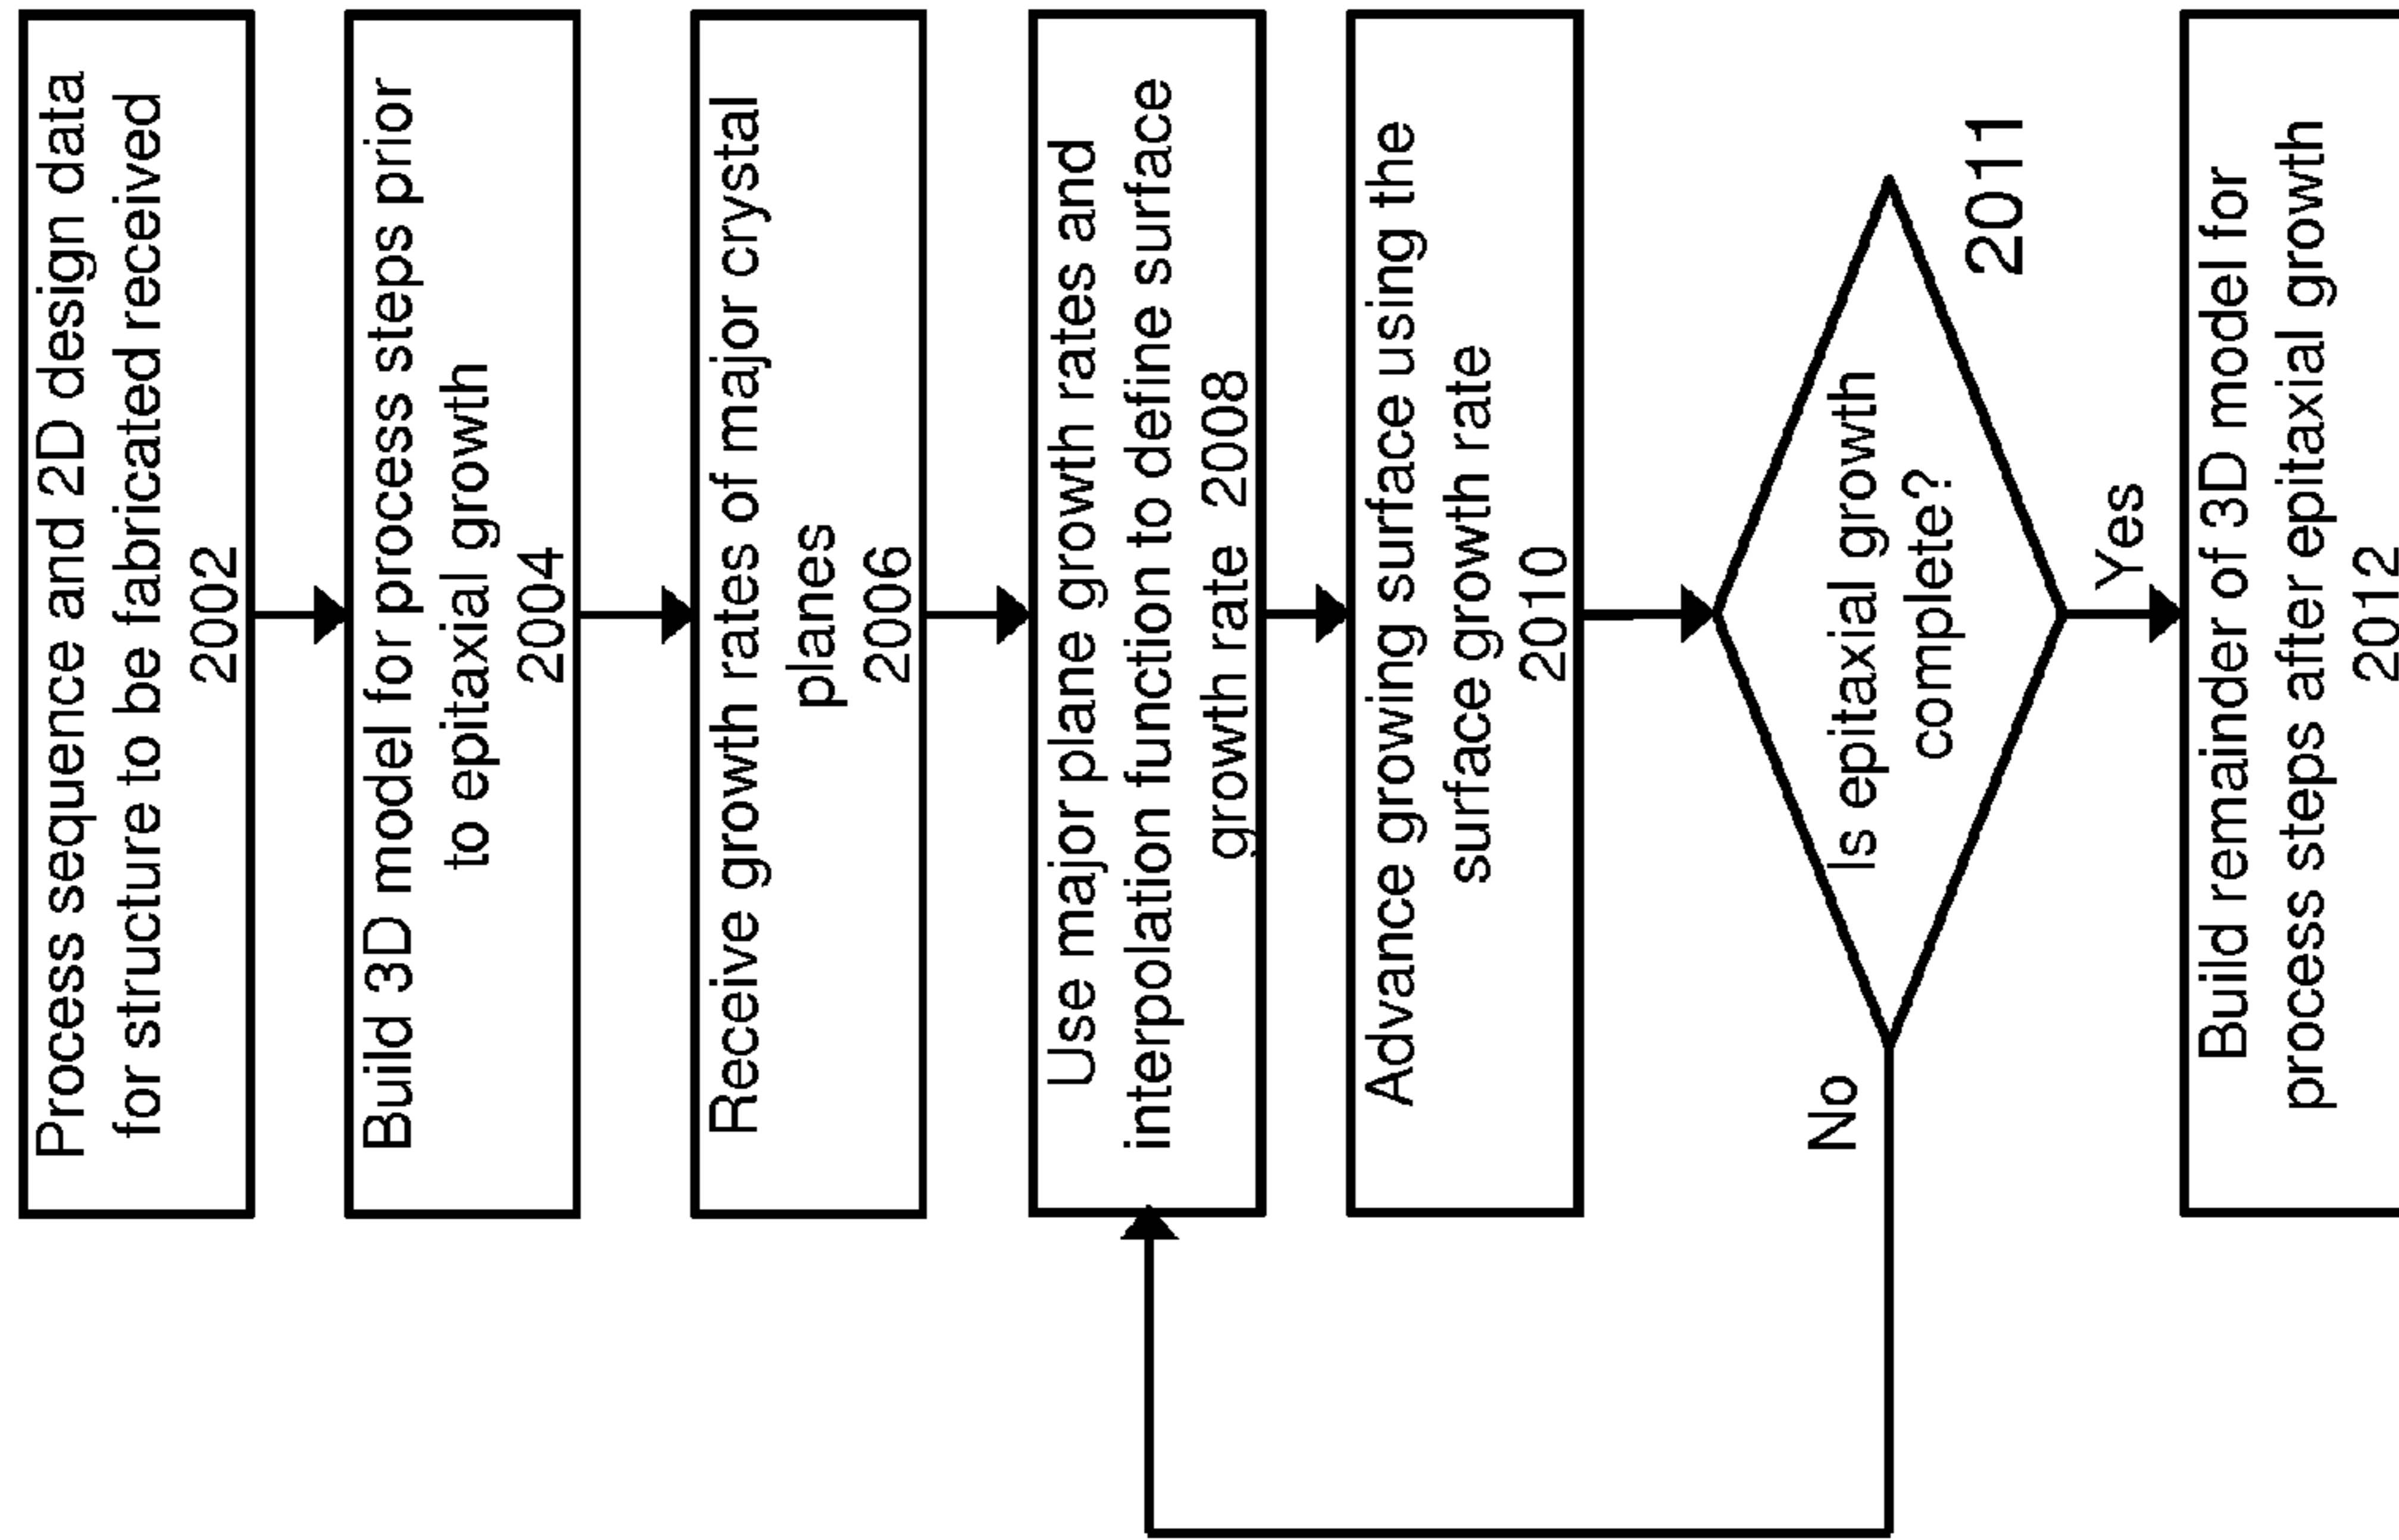 Process sequence and 2D design data
for structure to be fabricated received
2002
Build 3D model for process steps prior
to epitaxial growth
2004
Receive growth rates of major crystal
planes
2006
Use major plane growth rates and
interpolation function to define surface
growth rate 2008
Advance growing surface using the
surface growth rate
2010
Is epitaxial growth
complete?
2011
No
Yes
Build remainder of 3D model for
process steps after epitaxial growth
2012